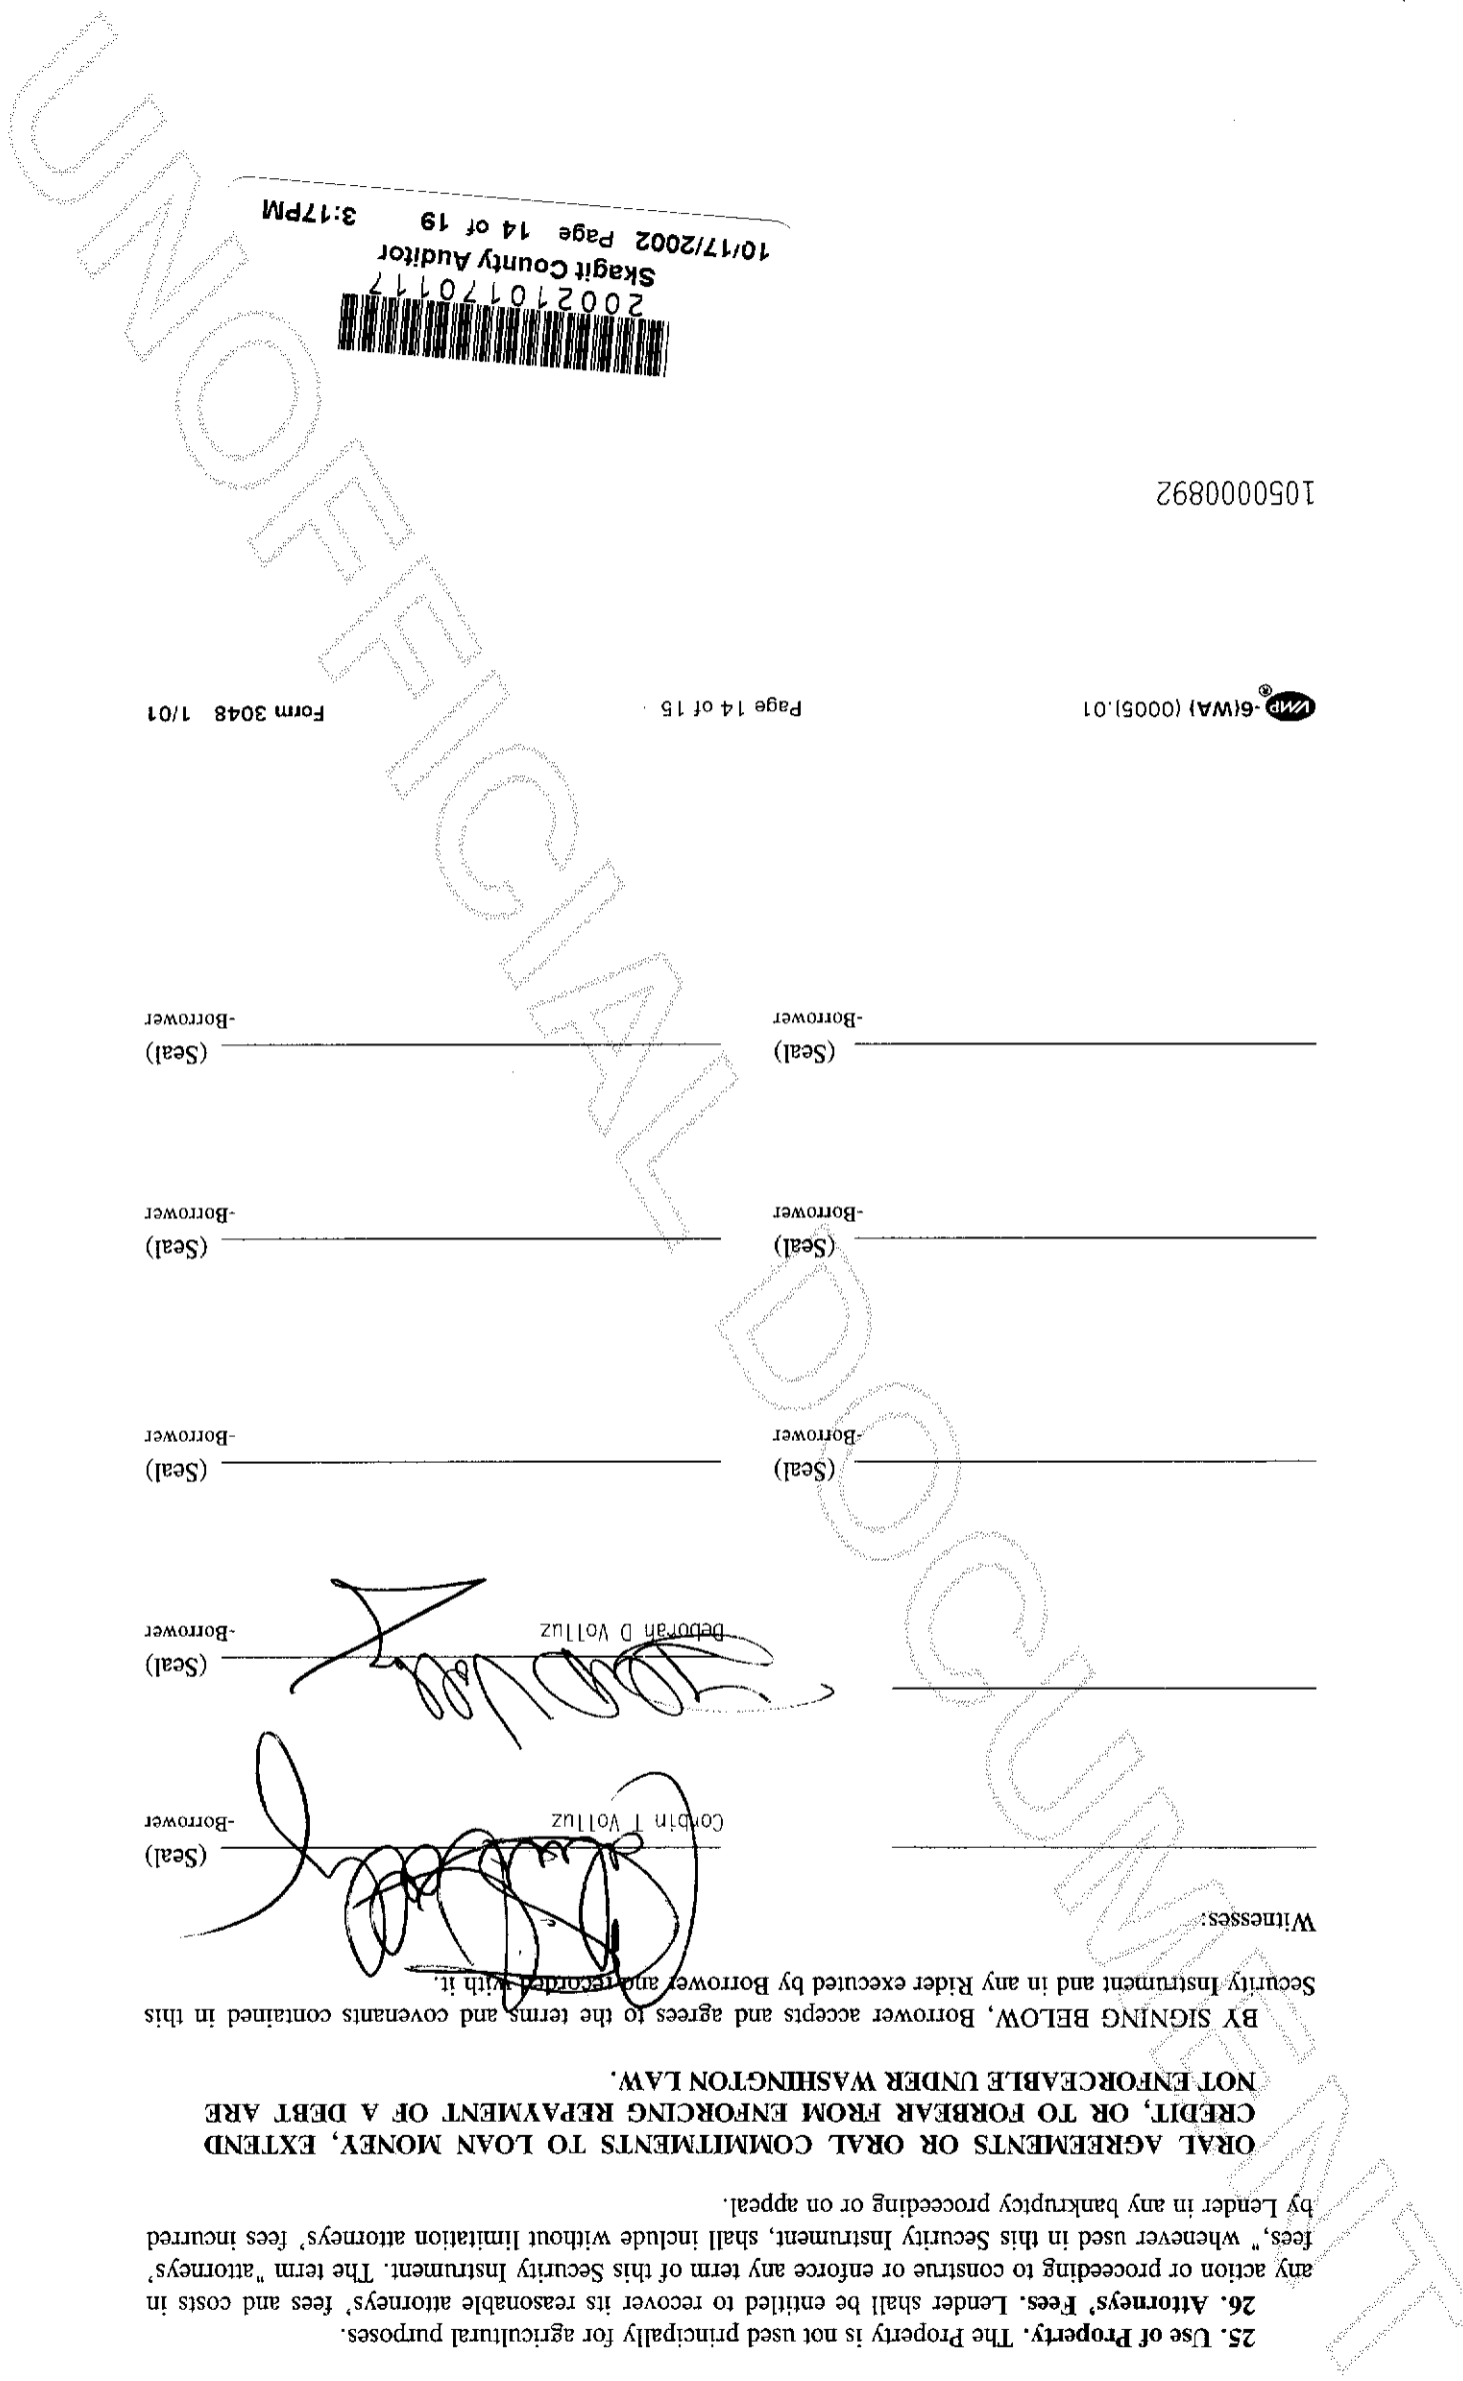 25. Use of Property. The Property is not used principally for agricultural purposes.
26. Attorneys' Fees. Lender shall be entitled to recover its reasonable attorneys' fees and costs in
any action or proceeding to construe or enforce any term of this Security Instrument. The term "attorneys'
fees," whenever used in this Security Instrument, shall include without limitation attorneys' fees incurred
by Lender in any bankruptcy proceeding or on appeal.
ORAL AGREEMENTS OR ORAL COMMITMENTS TO LOAN MONEY, EXTEND
CREDIT, OR TO FORBEAR FROM ENFORCING REPAYMENT OF A DEBT ARE
NOT ENFORCEABLE UNDER WASHINGTON LAW.
BY SIGNING BELOW, Borrower accepts and agrees to the terms and covenants contained in this
Security Instrument and in any Rider executed by Borrower and recorded with it.
Witnesses:
(Seal)
Corbin T Volluz -Borrower
(Seal)
Deborah D Volluz -Borrower
(Seal) (Seal)
-Borrower -Borrower
(Seal) (Seal)
-Borrower -Borrower
(Seal) (Seal)
-Borrower -Borrower
VMP®-6(WA) (0005).01 Page 14 of 15 Form 3048 1/01
1050000892
200210170117
Skagit County Auditor
10/17/2002 Page 14 of 19 3:17PM
UNOFFICIAL DOCUMENT